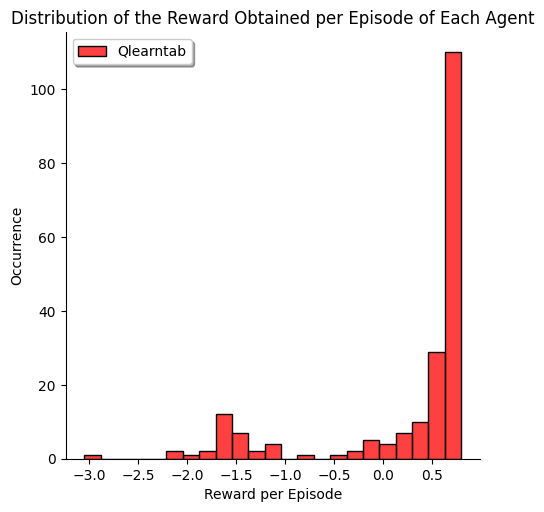 Distribution of the Reward Obtained per Episode of Each Agent
Qlearntab
100
80
60
40
20
0
Occurrence
−3.0 −2.5 −2.0 −1.5 −1.0 −0.5 0.0 0.5
Reward per Episode